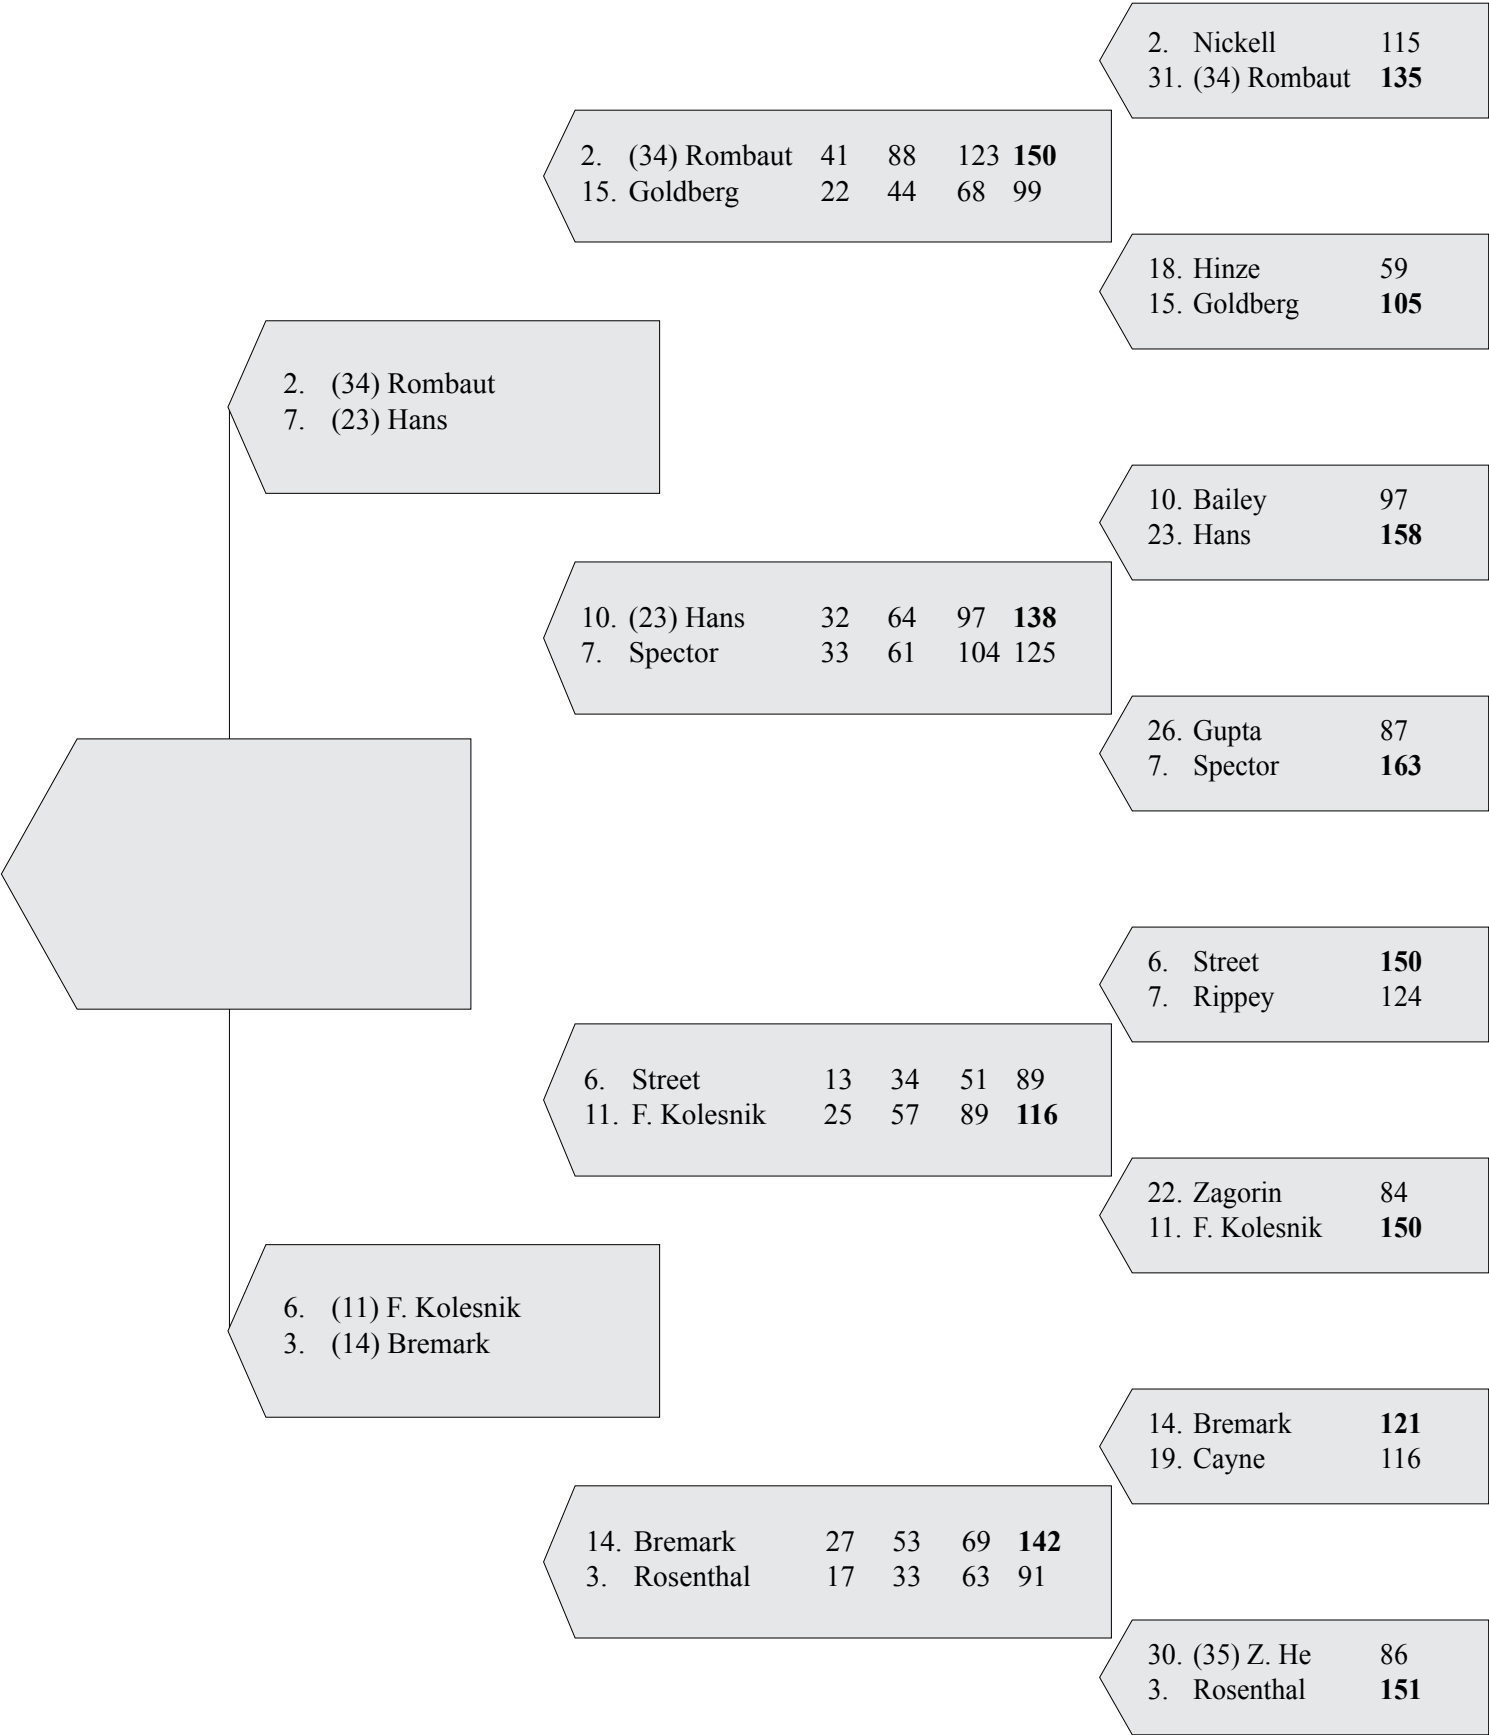 2. Nickell 115
31. (34) Rombaut 135
2. (34) Rombaut 41 88 123 150
15. Goldberg 22 44 68 99
18. Hinze 59
15. Goldberg 105
2. (34) Rombaut
7. (23) Hans
10. Bailey 97
23. Hans 158
10. (23) Hans 32 64 97 138
7. Spector 33 61 104 125
26. Gupta 87
7. Spector 163
6. Street 150
7. Rippey 124
6. Street 13 34 51 89
11. F. Kolesnik 25 57 89 116
22. Zagorin 84
11. F. Kolesnik 150
6. (11) F. Kolesnik
3. (14) Bremark
14. Bremark 121
19. Cayne 116
14. Bremark 27 53 69 142
3. Rosenthal 17 33 63 91
30. (35) Z. He 86
3. Rosenthal 151